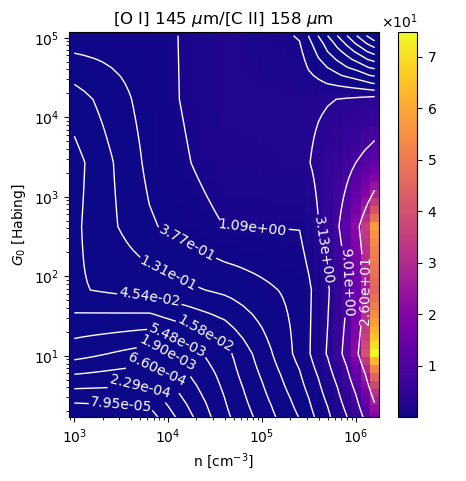 [O I] 145 μm/[C II] 158 μm
×10¹
10⁵
10⁴
10³
10²
10¹
G₀ [Habing]
3.77e-01
1.31e-01
4.54e-02
1.58e-02
5.48e-03
1.90e-03
6.60e-04
2.29e-04
7.95e-05
1.09e+00
3.13e+00
9.01e+00
2.60e+01
7
6
5
4
3
2
1
10³
10⁴
10⁵
10⁶
n [cm⁻³]